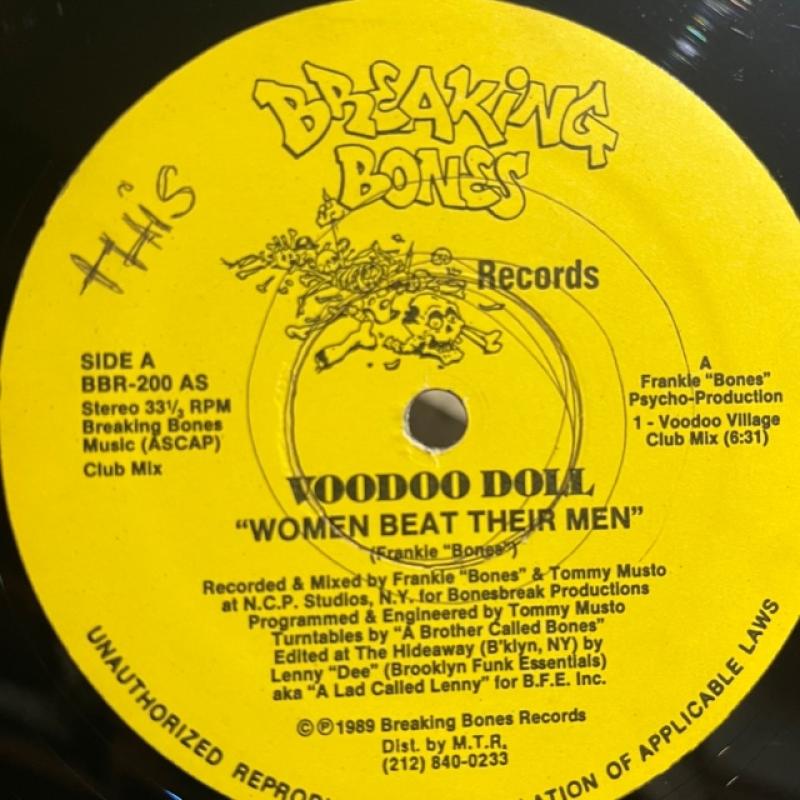 BREAKING
BONES
Records
this
SIDE A
BBR-200 AS
Stereo 33⅓ RPM
Breaking Bones
Music (ASCAP)
Club Mix
A
Frankie "Bones"
Psycho-Production
1 - Voodoo Village
Club Mix (6:31)
VOODOO DOLL
"WOMEN BEAT THEIR MEN"
(Frankie "Bones")
Recorded & Mixed by Frankie "Bones" & Tommy Musto
at N.C.P. Studios, N.Y. for Bonesbreak Productions
Programmed & Engineered by Tommy Musto
Turntables by "A Brother Called Bones"
Edited at The Hideaway (B'klyn, NY) by
Lenny "Dee" (Brooklyn Funk Essentials)
aka "A Lad Called Lenny" for B.F.E. Inc.
©℗1989 Breaking Bones Records
Dist. by M.T.R.
(212) 840-0233
UNAUTHORIZED OF APPLICABLE LAWS